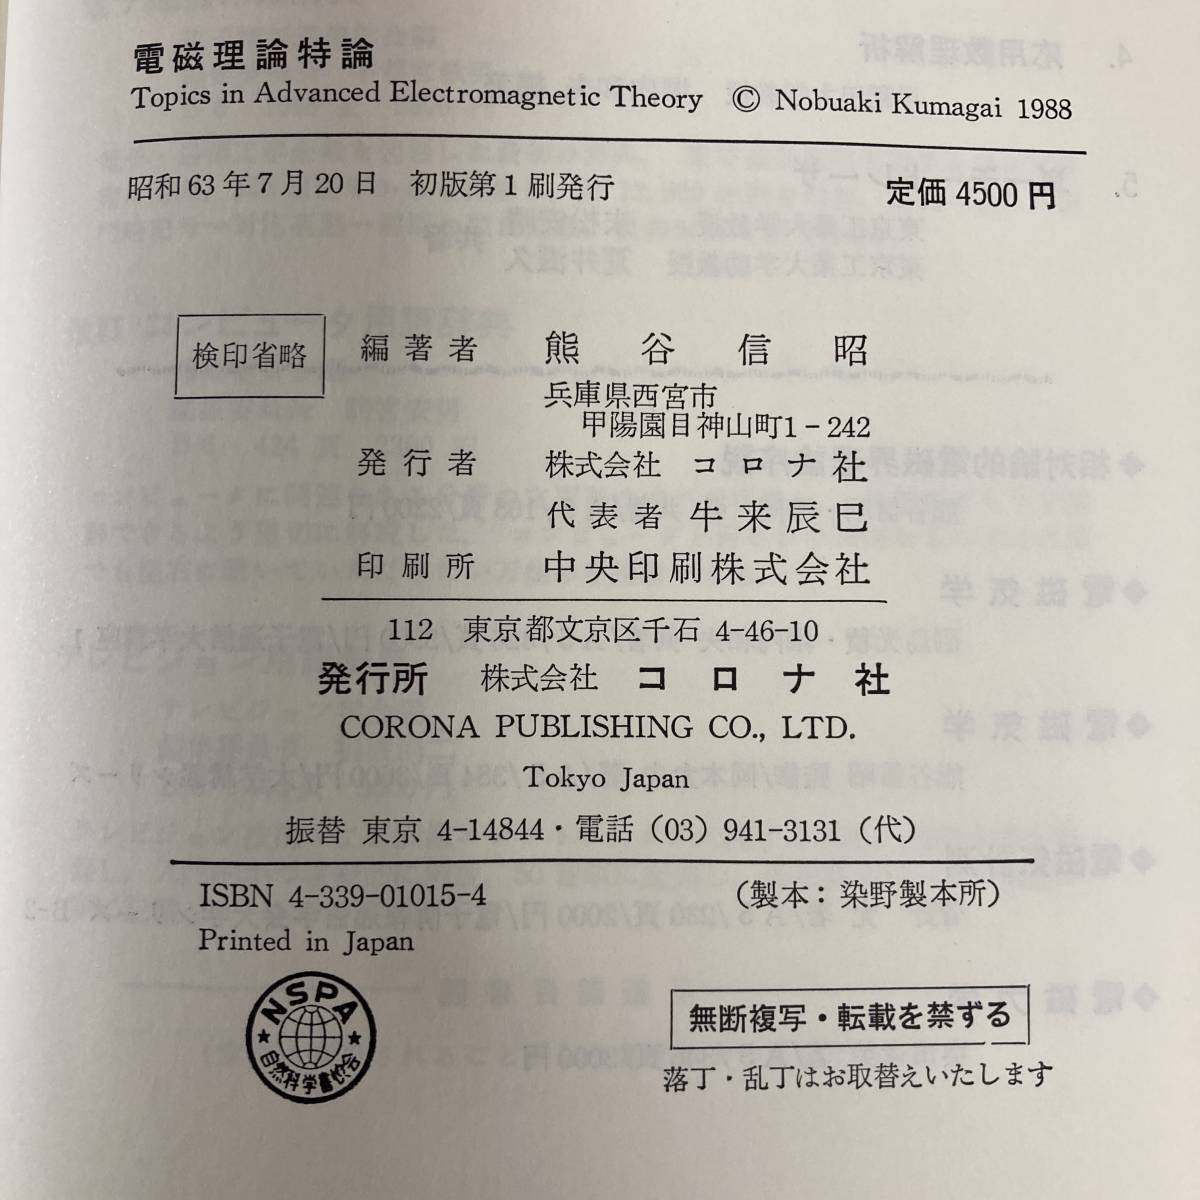 電磁理論特論
Topics in Advanced Electromagnetic Theory © Nobuaki Kumagai 1988
昭和63年7月20日 初版第1刷発行 定価 4500円
検印省略
編著者 熊谷信昭
兵庫県西宮市
甲陽園目神山町1-242
発行者 株式会社 コロナ社
代表者 牛来辰巳
印刷所 中央印刷株式会社
112 東京都文京区千石 4-46-10
発行所 株式会社 コロナ社
CORONA PUBLISHING CO., LTD.
Tokyo Japan
振替 東京 4-14844・電話(03)941-3131(代)
ISBN 4-339-01015-4 (製本:染野製本所)
Printed in Japan
NSPA
自然科学書協会
無断複写・転載を禁ずる
落丁・乱丁はお取替えいたします